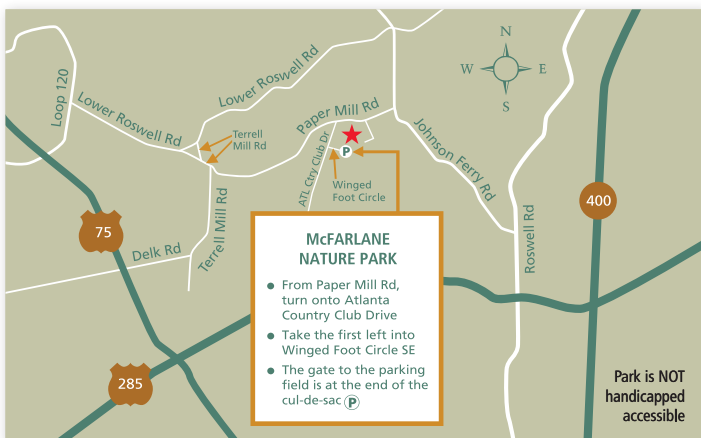 N
W E
S
Loop 120
Lower Roswell Rd
Lower Roswell Rd
Terrell
Mill Rd
Paper Mill Rd
ATL Ctry Club Dr
P
Winged
Foot Circle
Johnson Ferry Rd
Roswell Rd
400
75
Delk Rd
Terrell Mill Rd
285
McFARLANE
NATURE PARK
● From Paper Mill Rd,
turn onto Atlanta
Country Club Drive
● Take the first left into
Winged Foot Circle SE
● The gate to the parking
field is at the end of the
cul-de-sac P
Park is NOT
handicapped
accessible